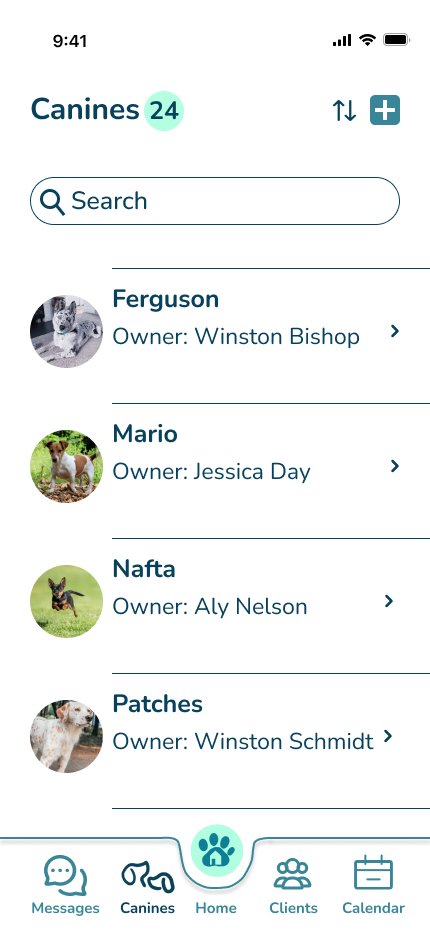 9:41
Canines 24
Search
Ferguson
Owner: Winston Bishop
Mario
Owner: Jessica Day
Nafta
Owner: Aly Nelson
Patches
Owner: Winston Schmidt
Messages Canines Home Clients Calendar